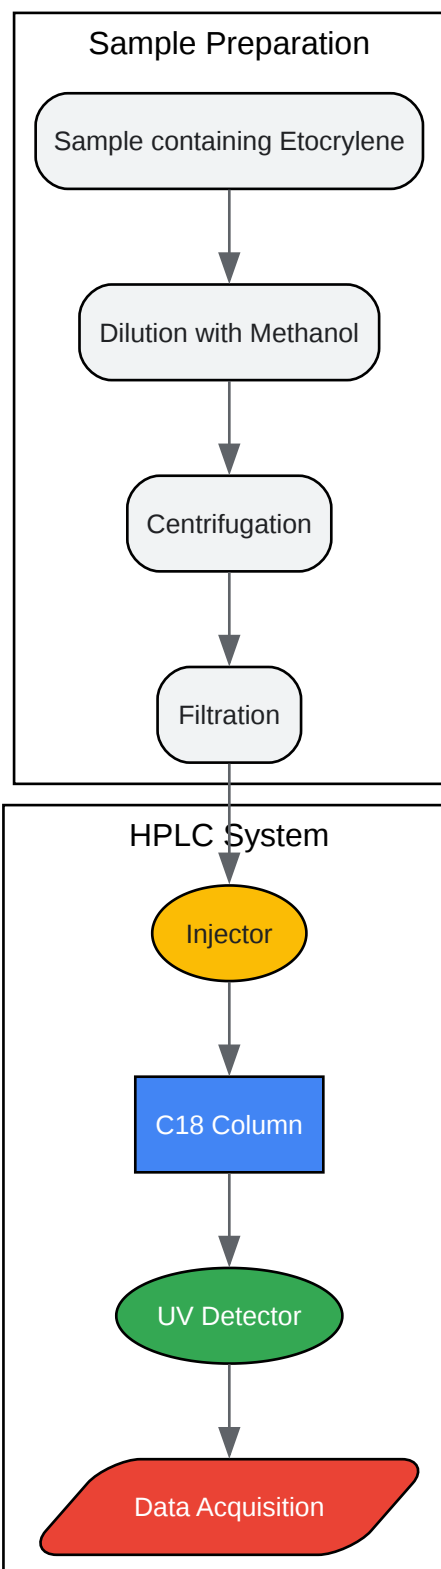 Sample Preparation
Sample containing Etocrylene
Dilution with Methanol
Centrifugation
Filtration
HPLC System
Injector
C18 Column
UV Detector
Data Acquisition